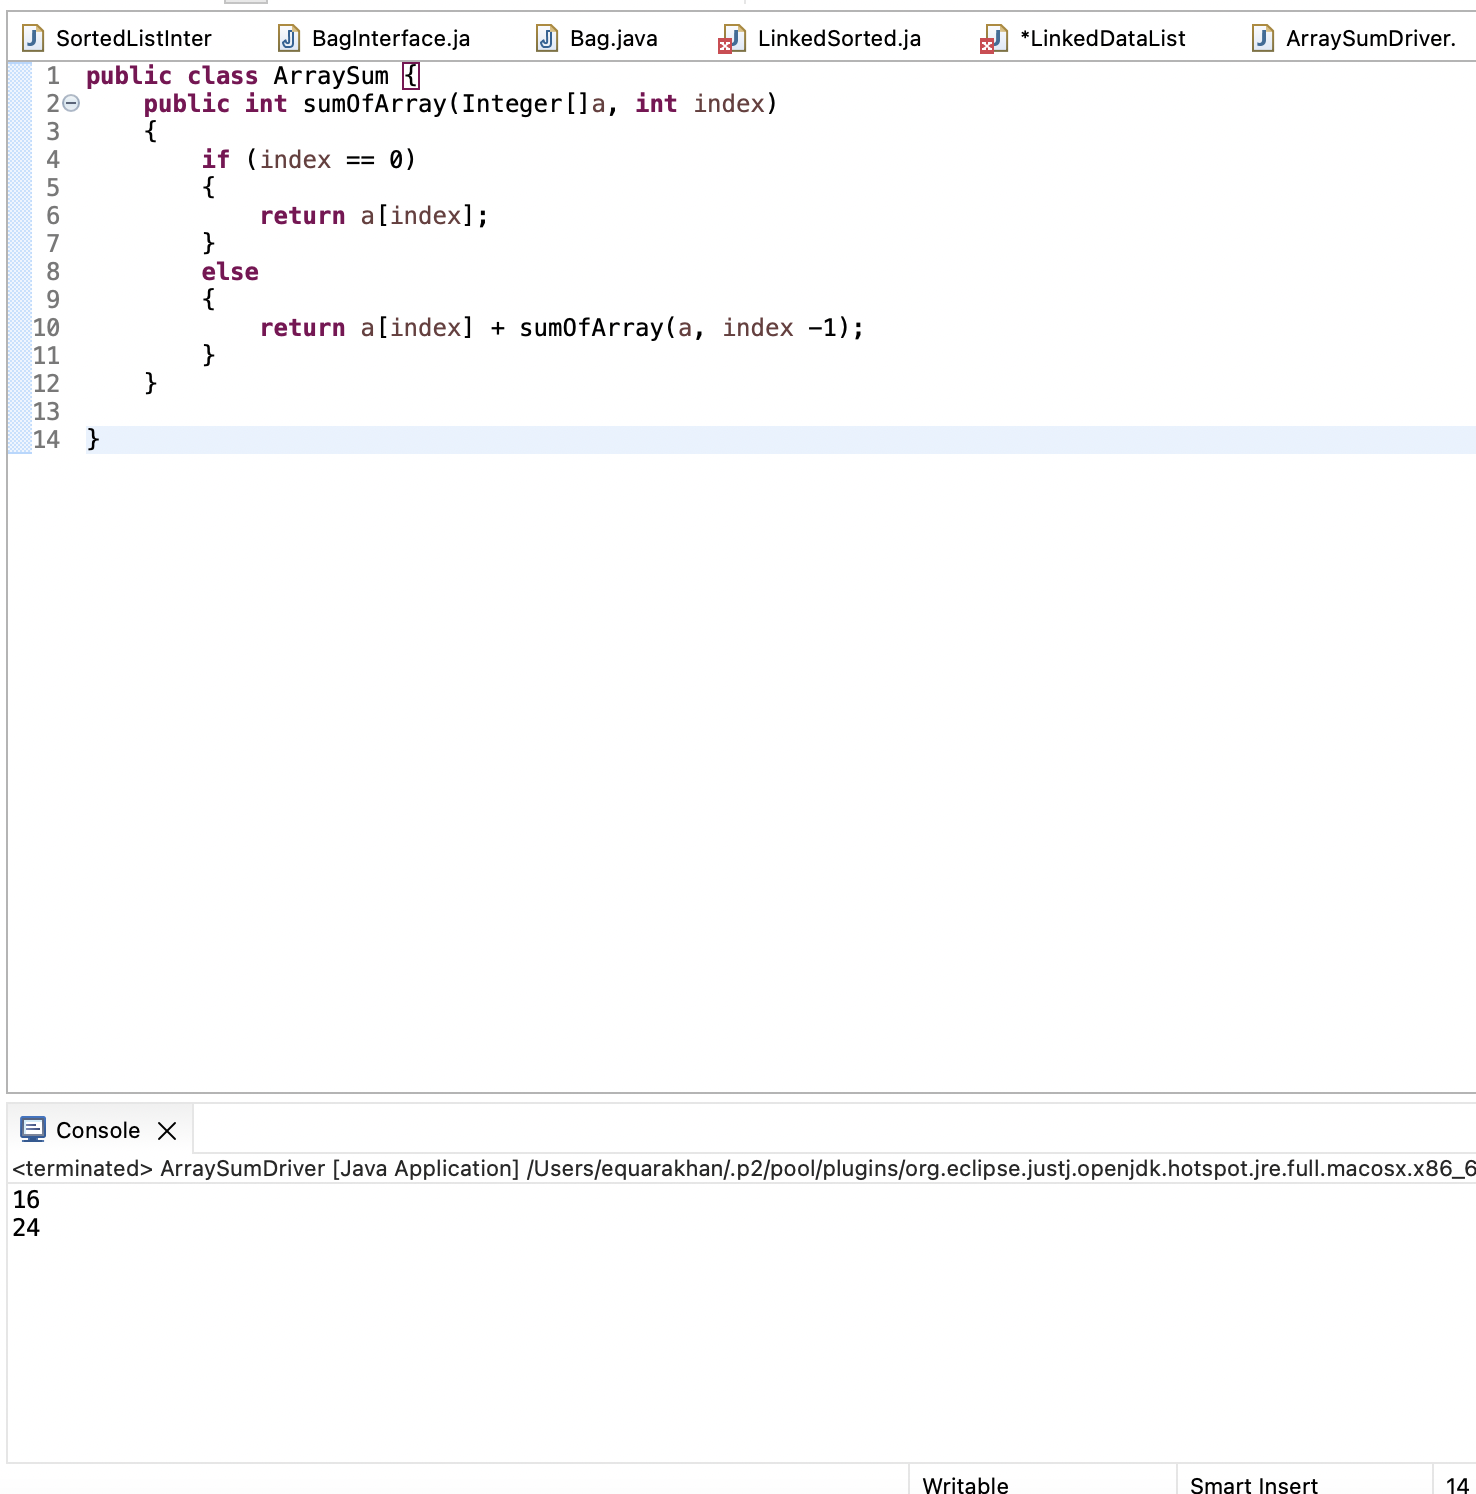 SortedListInter BagInterface.ja Bag.java LinkedSorted.ja *LinkedDataList ArraySumDriver.
1 public class ArraySum {
2 public int sumOfArray(Integer[]a, int index)
3 {
4 if (index == 0)
5 {
6 return a[index];
7 }
8 else
9 {
10 return a[index] + sumOfArray(a, index -1);
11 }
12 }
13
14 }
Console
<terminated> ArraySumDriver [Java Application] /Users/equarakhan/.p2/pool/plugins/org.eclipse.justj.openjdk.hotspot.jre.full.macosx.x86_6
16
24
Writable Smart Insert 14